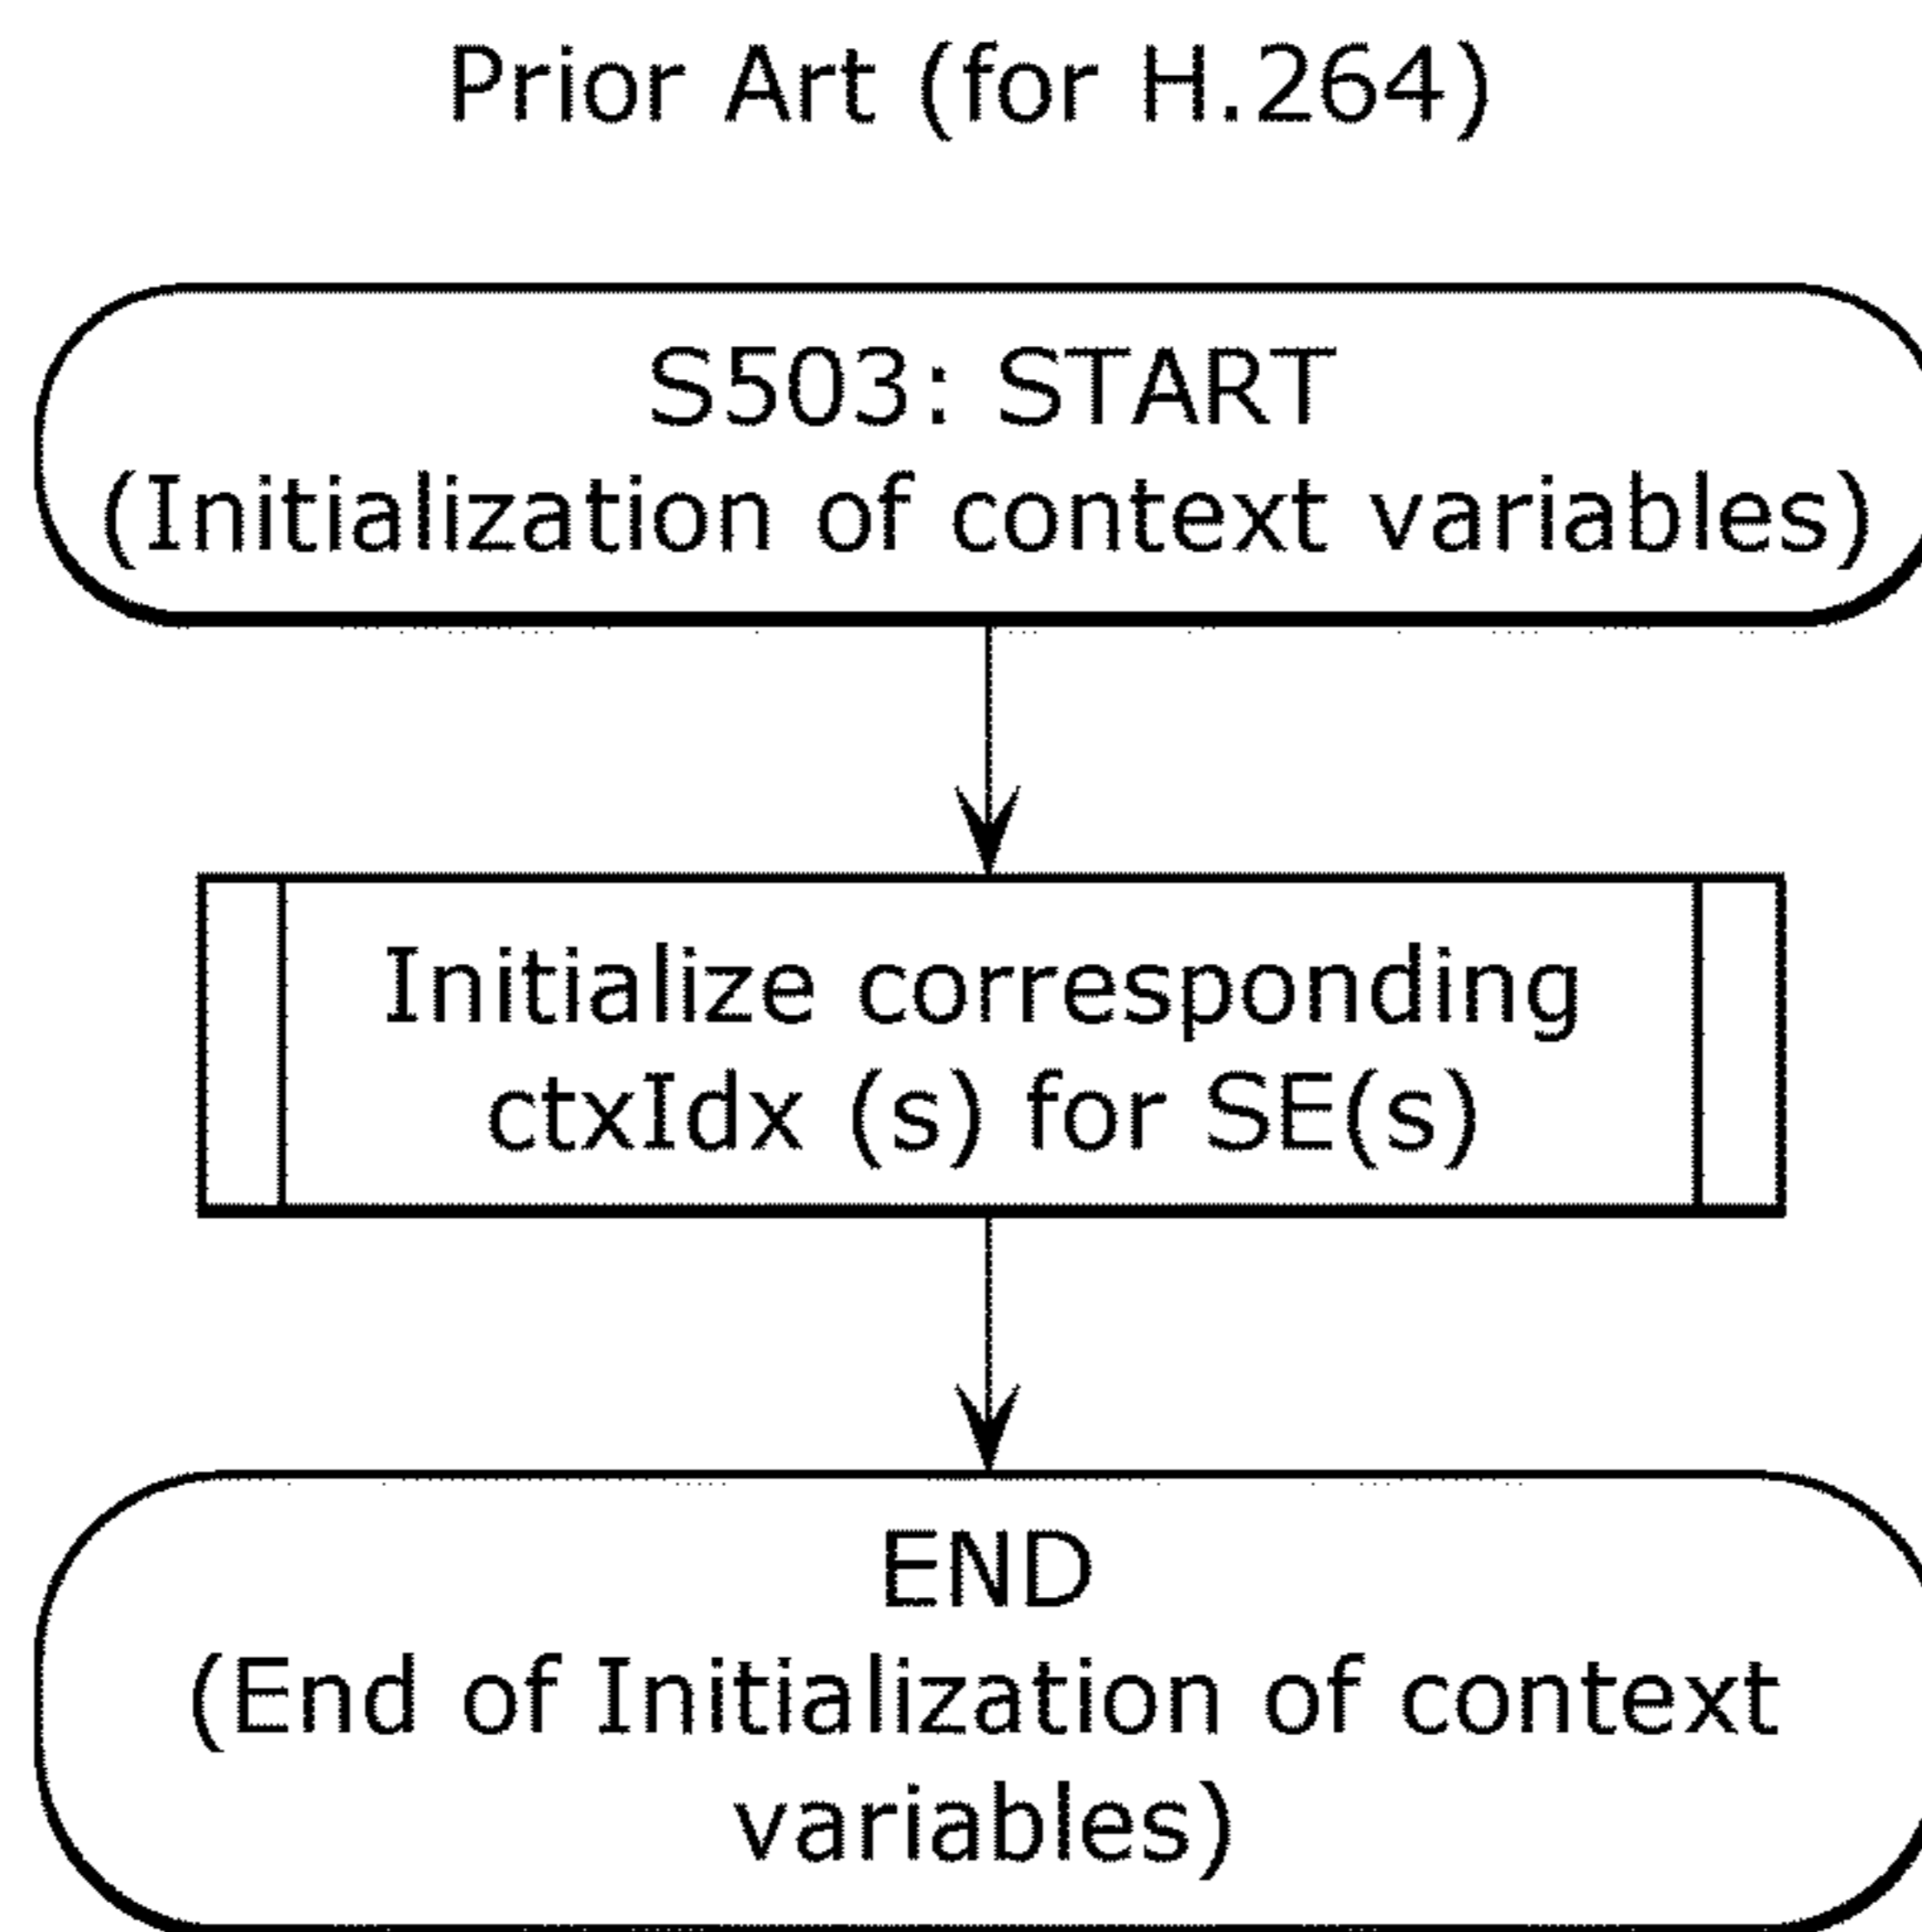 Prior Art (for H.264)
S503: START
(Initialization of context variables)
Initialize corresponding
ctxIdx (s) for SE(s)
END
(End of Initialization of context
variables)